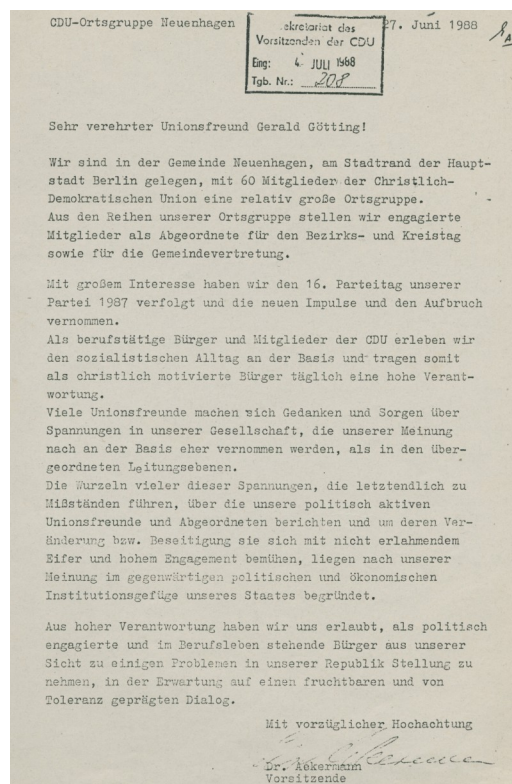 CDU-Ortsgruppe Neuenhagen
27. Juni 1988
Sekretariat des
Vorsitzenden der CDU
Eing: 4. JULI 1988
Tgb. Nr.: 208
Sehr verehrter Unionsfreund Gerald Götting!
Wir sind in der Gemeinde Neuenhagen, am Stadtrand der Haupt-
stadt Berlin gelegen, mit 60 Mitglieder der Christlich-
Demokratischen Union eine relativ große Ortsgruppe.
Aus den Reihen unserer Ortsgruppe stellen wir engagierte
Mitglieder als Abgeordnete für den Bezirks- und Kreistag
sowie für die Gemeindevertretung.
Mit großem Interesse haben wir den 16. Parteitag unserer
Partei 1987 verfolgt und die neuen Impulse und den Aufbruch
vernommen.
Als berufstätige Bürger und Mitglieder der CDU erleben wir
den sozialistischen Alltag an der Basis und tragen somit
als christlich motivierte Bürger täglich eine hohe Verant-
wortung.
Viele Unionsfreunde machen sich Gedanken und Sorgen über
Spannungen in unserer Gesellschaft, die unserer Meinung
nach an der Basis eher vernommen werden, als in den über-
geordneten Leitungsebenen.
Die Wurzeln vieler dieser Spannungen, die letztendlich zu
Mißständen führen, über die unsere politisch aktiven
Unionsfreunde und Abgeordneten berichten und um deren Ver-
änderung bzw. Beseitigung sie sich mit nicht erlahmendem
Eifer und hohem Engagement bemühen, liegen nach unserer
Meinung im gegenwärtigen politischen und ökonomischen
Institutionsgefüge unseres Staates begründet.
Aus hoher Verantwortung haben wir uns erlaubt, als politisch
engagierte und im Berufsleben stehende Bürger aus unserer
Sicht zu einigen Problemen in unserer Republik Stellung zu
nehmen, in der Erwartung auf einen fruchtbaren und von
Toleranz geprägten Dialog.
Mit vorzüglicher Hochachtung
Dr. Aekermann
Vorsitzende